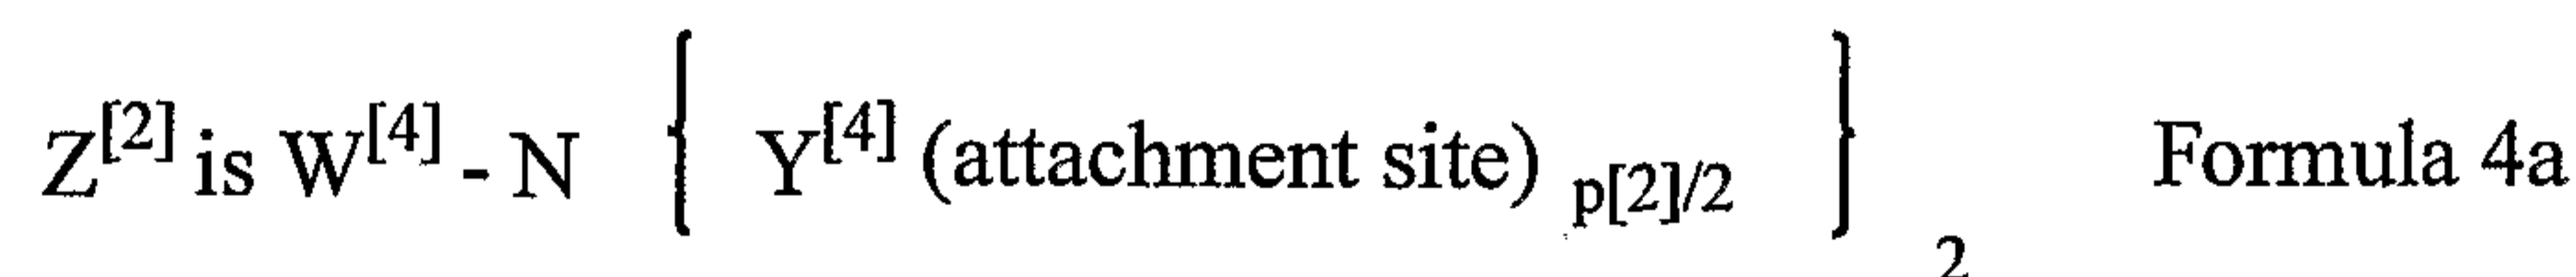 Z[2] is W[4] - N { Y[4] (attachment site) p[2]/2 } 2 Formula 4a